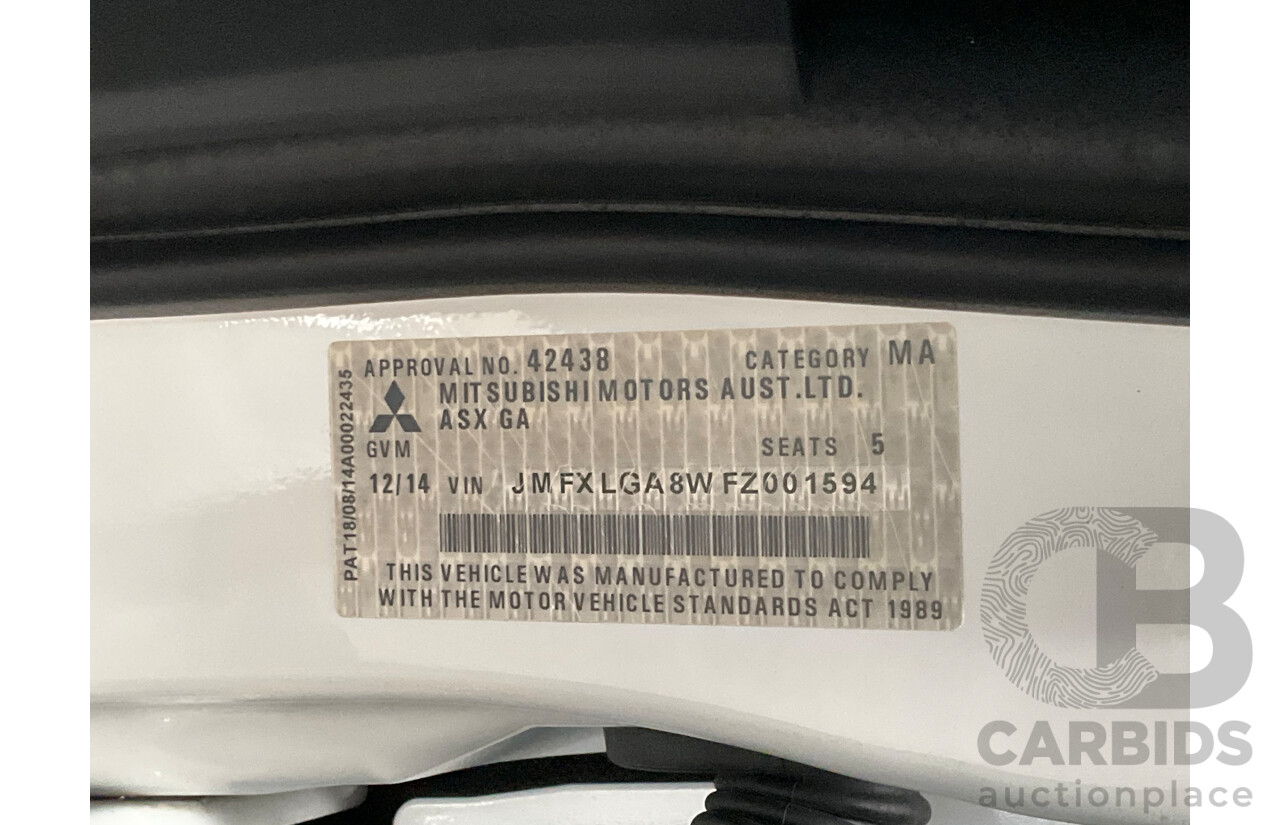 APPROVAL NO. 42438 CATEGORY MA
MITSUBISHI MOTORS AUST.LTD.
ASX GA
GVM SEATS 5
12/14 VIN JMFXLGA8WFZ001594
THIS VEHICLE WAS MANUFACTURED TO COMPLY
WITH THE MOTOR VEHICLE STANDARDS ACT 1989
PAT18/08/14A00022435
CB
CARBIDS
auctionplace